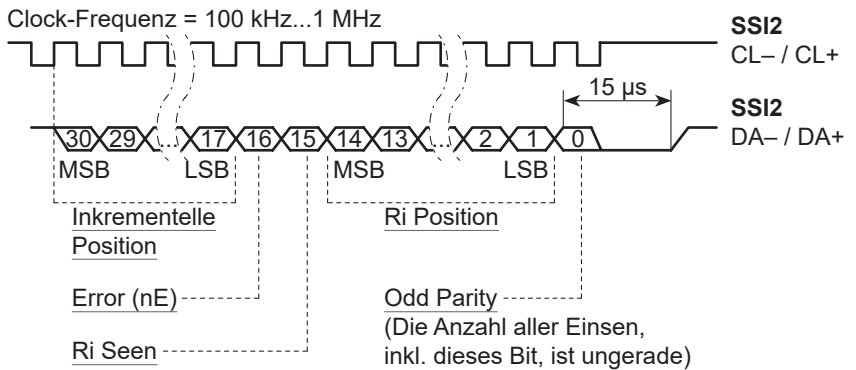 Clock-Frequenz = 100 kHz...1 MHz
SSI2
CL– / CL+
15 µs
SSI2
DA– / DA+
30 29 ... 17 16 15 14 13 ... 2 1 0
MSB LSB MSB LSB
Inkrementelle
Position
Ri Position
Error (nE)
Odd Parity
(Die Anzahl aller Einsen,
inkl. dieses Bit, ist ungerade)
Ri Seen